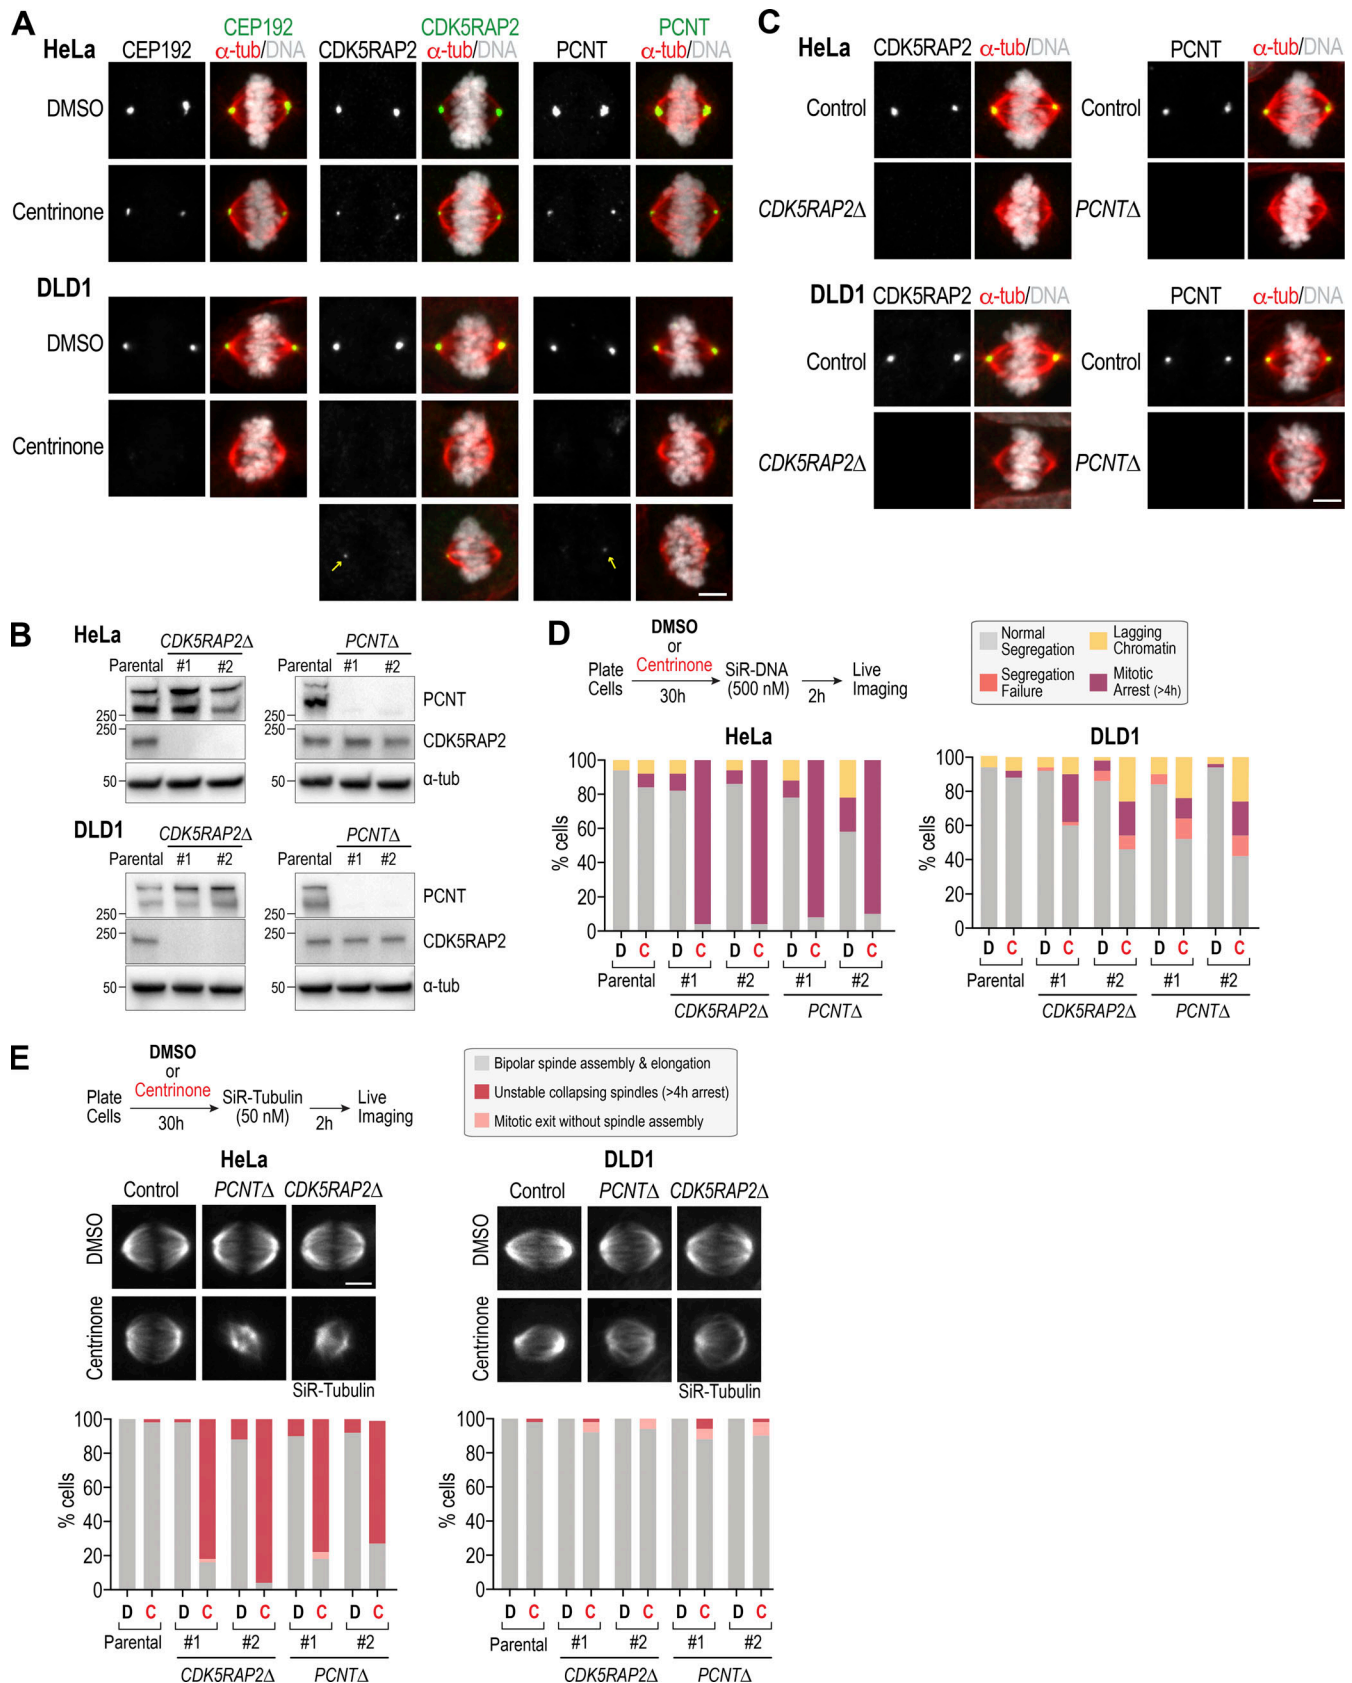 A
HeLa
CEP192
CEP192
α-tub/DNA
CDK5RAP2
CDK5RAP2
α-tub/DNA
PCNT
PCNT
α-tub/DNA
DMSO
Centrinone
DLD1
DMSO
Centrinone
C
HeLa
CDK5RAP2
α-tub/DNA
PCNT
α-tub/DNA
Control
Control
CDK5RAP2Δ
PCNTΔ
DLD1
CDK5RAP2
α-tub/DNA
PCNT
α-tub/DNA
Control
Control
CDK5RAP2Δ
PCNTΔ
B
HeLa
CDK5RAP2Δ
PCNTΔ
Parental #1 #2
Parental #1 #2
250
250
PCNT
250
250
CDK5RAP2
50
50
α-tub
DLD1
CDK5RAP2Δ
PCNTΔ
Parental #1 #2
Parental #1 #2
250
250
PCNT
250
250
CDK5RAP2
50
50
α-tub
D
DMSO
or
Centrinone
Plate
Cells
30h
SiR-DNA
(500 nM)
2h
Live
Imaging
Normal
Segregation
Lagging
Chromatin
Segregation
Failure
Mitotic
Arrest (>4h)
HeLa
% cells
100
80
60
40
20
0
D C D C D C D C D C
Parental #1 #2 #1 #2
CDK5RAP2Δ PCNTΔ
DLD1
% cells
100
80
60
40
20
0
D C D C D C D C D C
Parental #1 #2 #1 #2
CDK5RAP2Δ PCNTΔ
E
DMSO
or
Centrinone
Plate
Cells
30h
SiR-Tubulin
(50 nM)
2h
Live
Imaging
Bipolar spinde assembly & elongation
Unstable collapsing spindles (>4h arrest)
Mitotic exit without spindle assembly
HeLa
Control PCNTΔ CDK5RAP2Δ
DMSO
Centrinone
SiR-Tubulin
% cells
100
80
60
40
20
0
D C D C D C D C D C
Parental #1 #2 #1 #2
CDK5RAP2Δ PCNTΔ
DLD1
Control PCNTΔ CDK5RAP2Δ
DMSO
Centrinone
SiR-Tubulin
% cells
100
80
60
40
20
0
D C D C D C D C D C
Parental #1 #2 #1 #2
CDK5RAP2Δ PCNTΔ